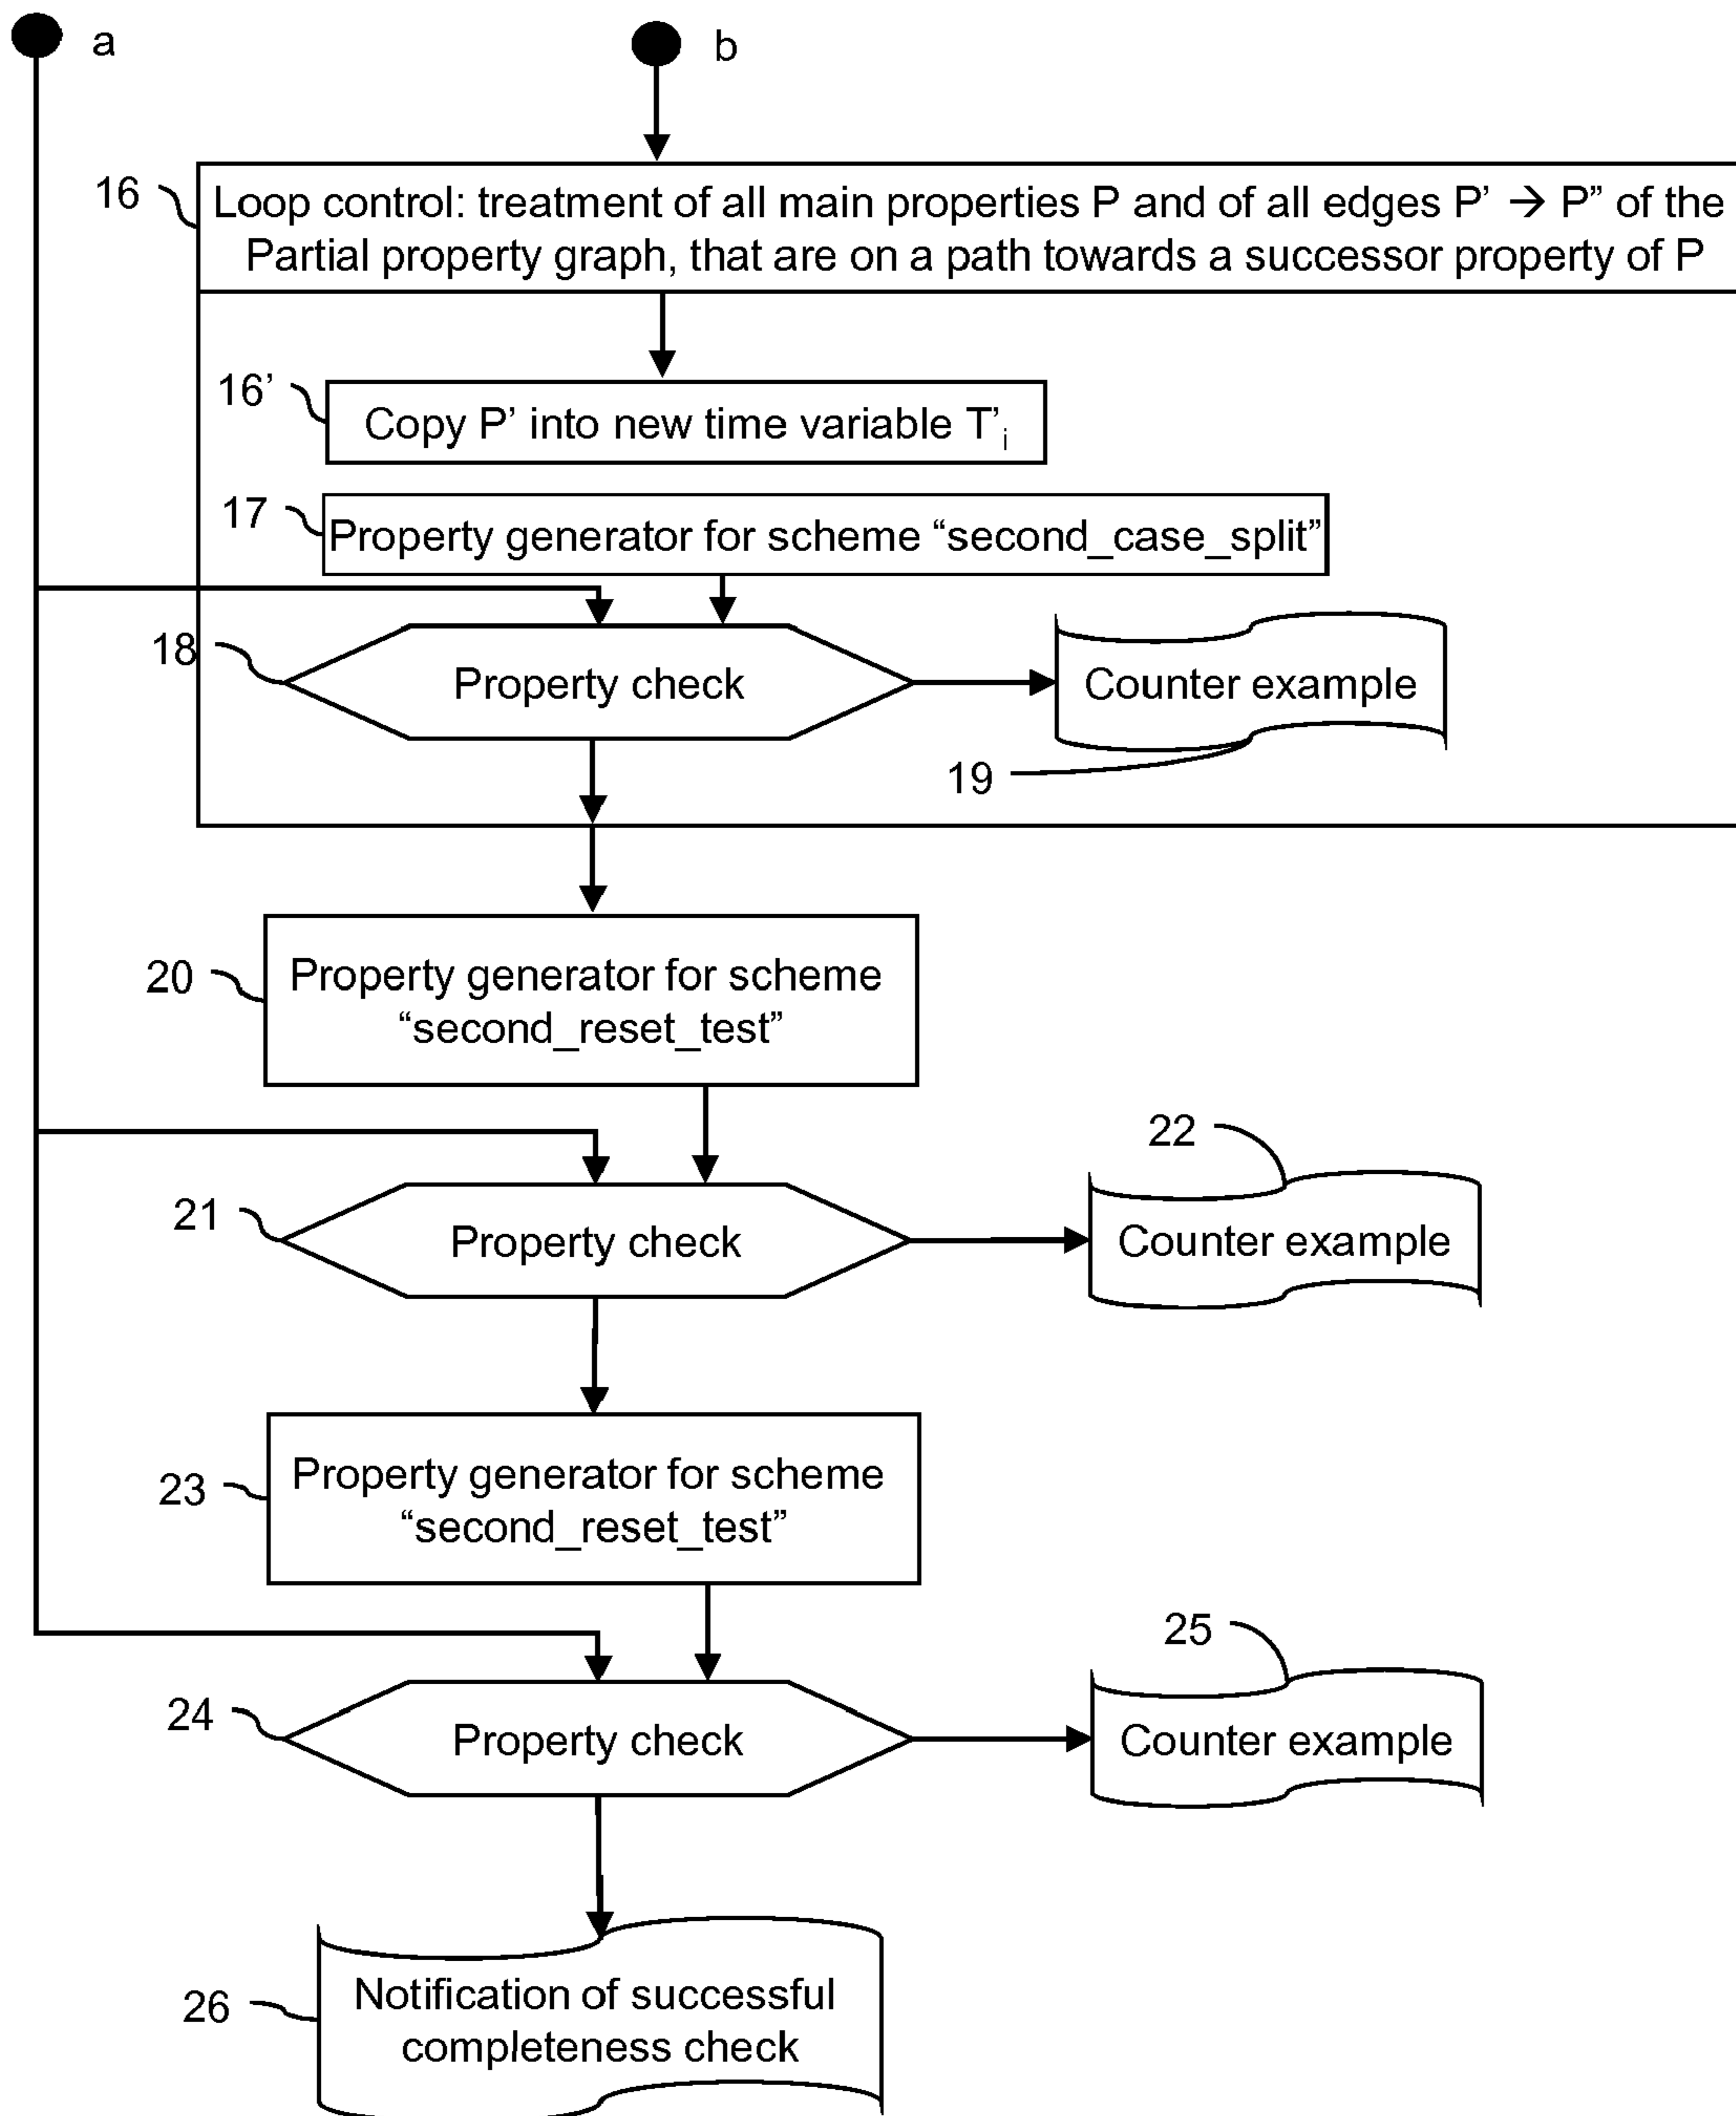 a
b
16
Loop control: treatment of all main properties P and of all edges P’ → P” of the
Partial property graph, that are on a path towards a successor property of P
16’
Copy P’ into new time variable T’i
17
Property generator for scheme “second_case_split”
18
Property check
Counter example
19
20
Property generator for scheme
“second_reset_test”
22
21
Property check
Counter example
23
Property generator for scheme
“second_reset_test”
25
24
Property check
Counter example
26
Notification of successful
completeness check